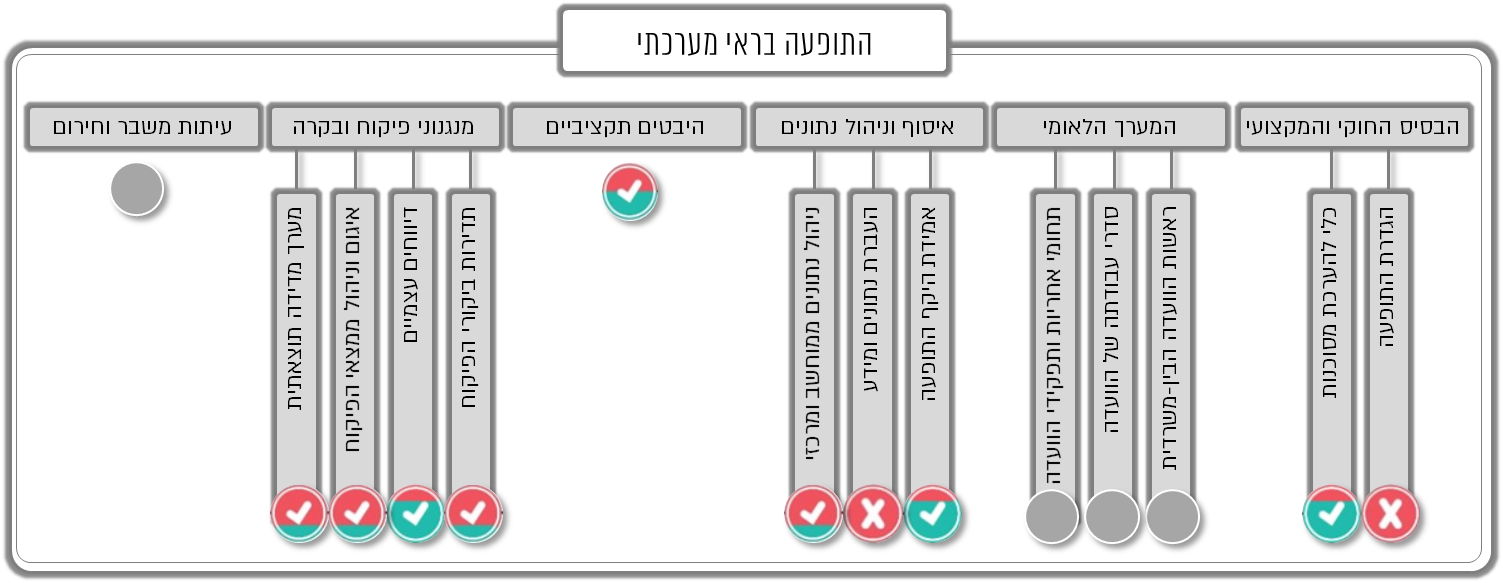 התופעה בראי מערכתי
הבסיס החוקי והמקצועי
הגדרת התופעה
כלי להערכת מסוכנות
המערך הלאומי
ראשות הוועדה הבין-משרדית
סדרי עבודתה של הוועדה
תחומי אחריות ותפקידי הוועדה
איסוף וניהול נתונים
אמידת היקף התופעה
העברת נתונים ומידע
ניהול נתונים ממוחשב ומרכזי
היבטים תקציביים
מנגנוני פיקוח ובקרה
תדירות ביקורי הפיקוח
דיווחים עצמיים
איגום וניהול ממצאי הפיקוח
מערך מדידה תוצאתית
עיתות משבר וחירום